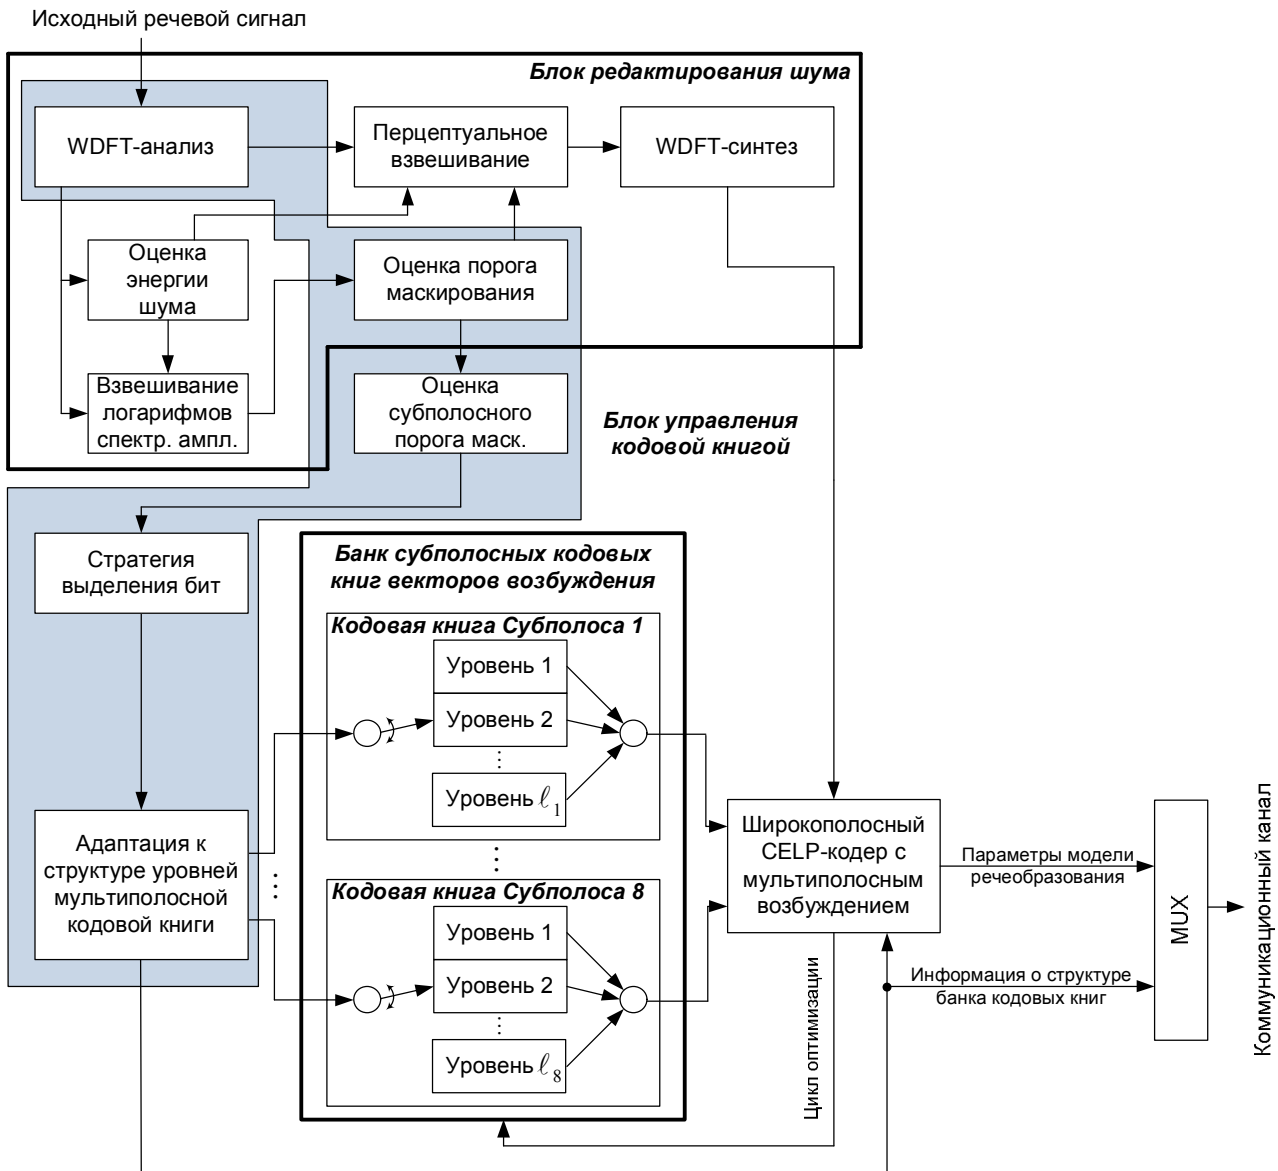 Исходный речевой сигнал
Блок редактирования шума
WDFT-анализ
Перцептуальное
взвешивание
WDFT-синтез
Оценка
энергии
шума
Оценка порога
маскирования
Взвешивание
логарифмов
спектр. ампл.
Оценка
субполосного
порога маск.
Блок управления
кодовой книгой
Стратегия
выделения бит
Банк субполосных кодовых
книг векторов возбуждения
Кодовая книга Субполоса 1
Уровень 1
Уровень 2
⋮
Уровень ℓ₁
⋮
Адаптация к
структуре уровней
мультиполосной
кодовой книги
⋮
Кодовая книга Субполоса 8
Уровень 1
Уровень 2
⋮
Уровень ℓ₈
Широкополосный
CELP-кодер с
мультиполосным
возбуждением
Цикл оптимизации
Параметры модели
речеобразования
Информация о структуре
банка кодовых книг
MUX
Коммуникационный канал